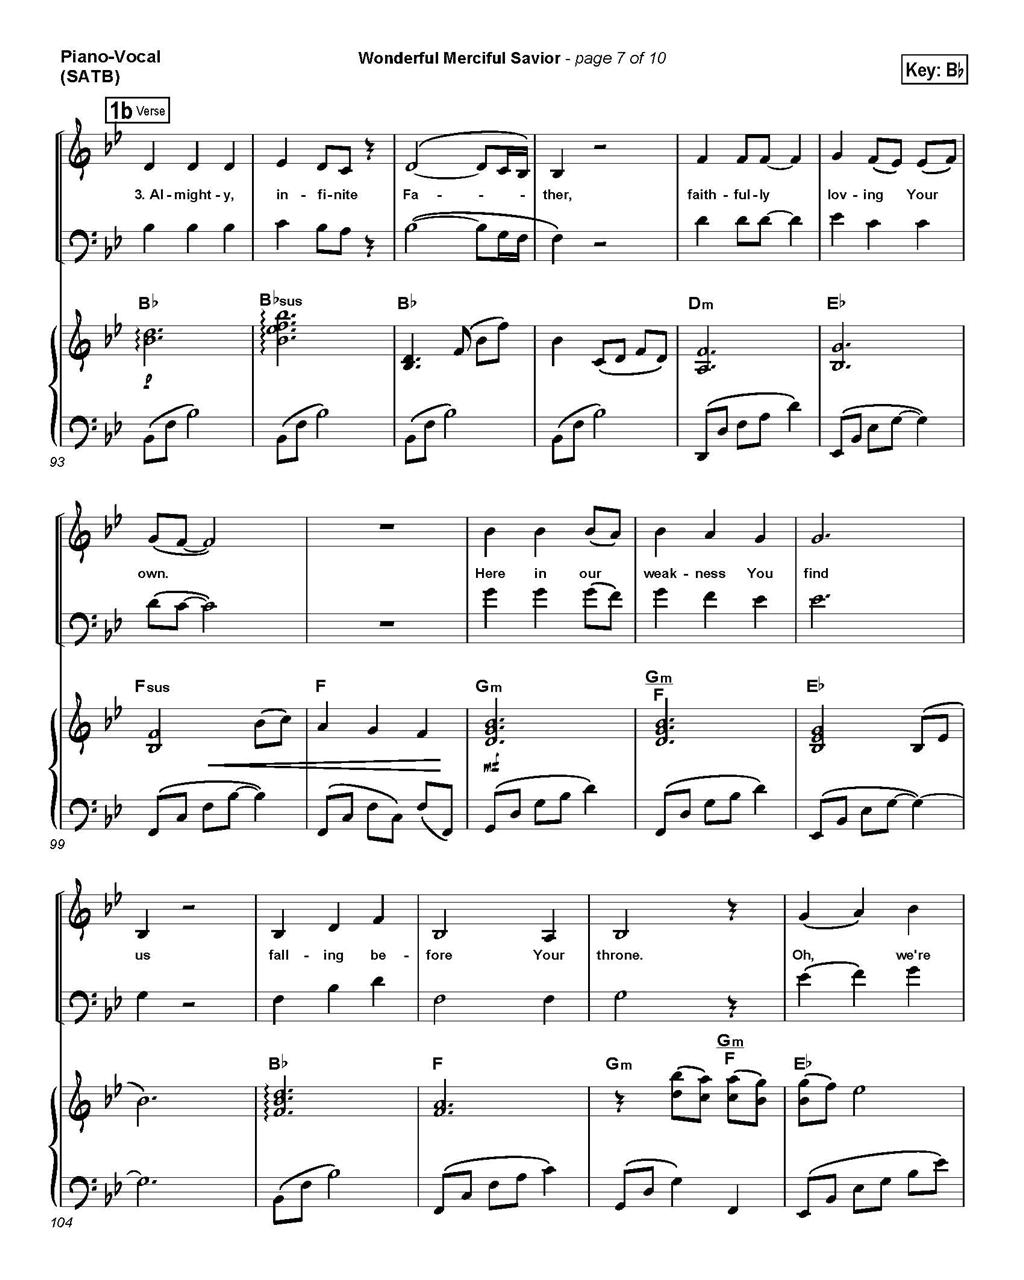 Piano-Vocal
(SATB)
Wonderful Merciful Savior - page 7 of 10
Key: B♭
1b Verse
3. Al - might - y, in - fi - nite Fa - - - ther, faith - ful - ly lov - ing Your
B♭ B♭sus B♭ Dm E♭
p
93
own. Here in our weak - ness You find
Fsus F Gm Gm/F E♭
mf
99
us fall - ing be - fore Your throne. Oh, we're
B♭ F Gm Gm/F E♭
104